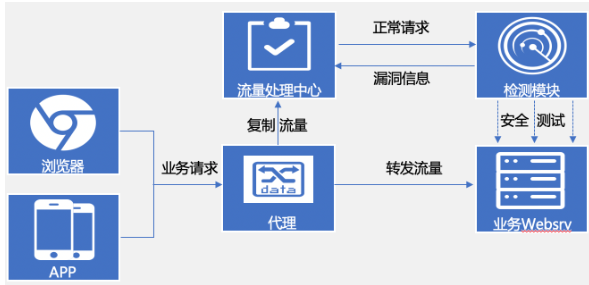 正常请求
流量处理中心
漏洞信息
检测模块
复制 流量
安全 测试
浏览器
业务请求
data
转发流量
代理
业务Websrv
APP